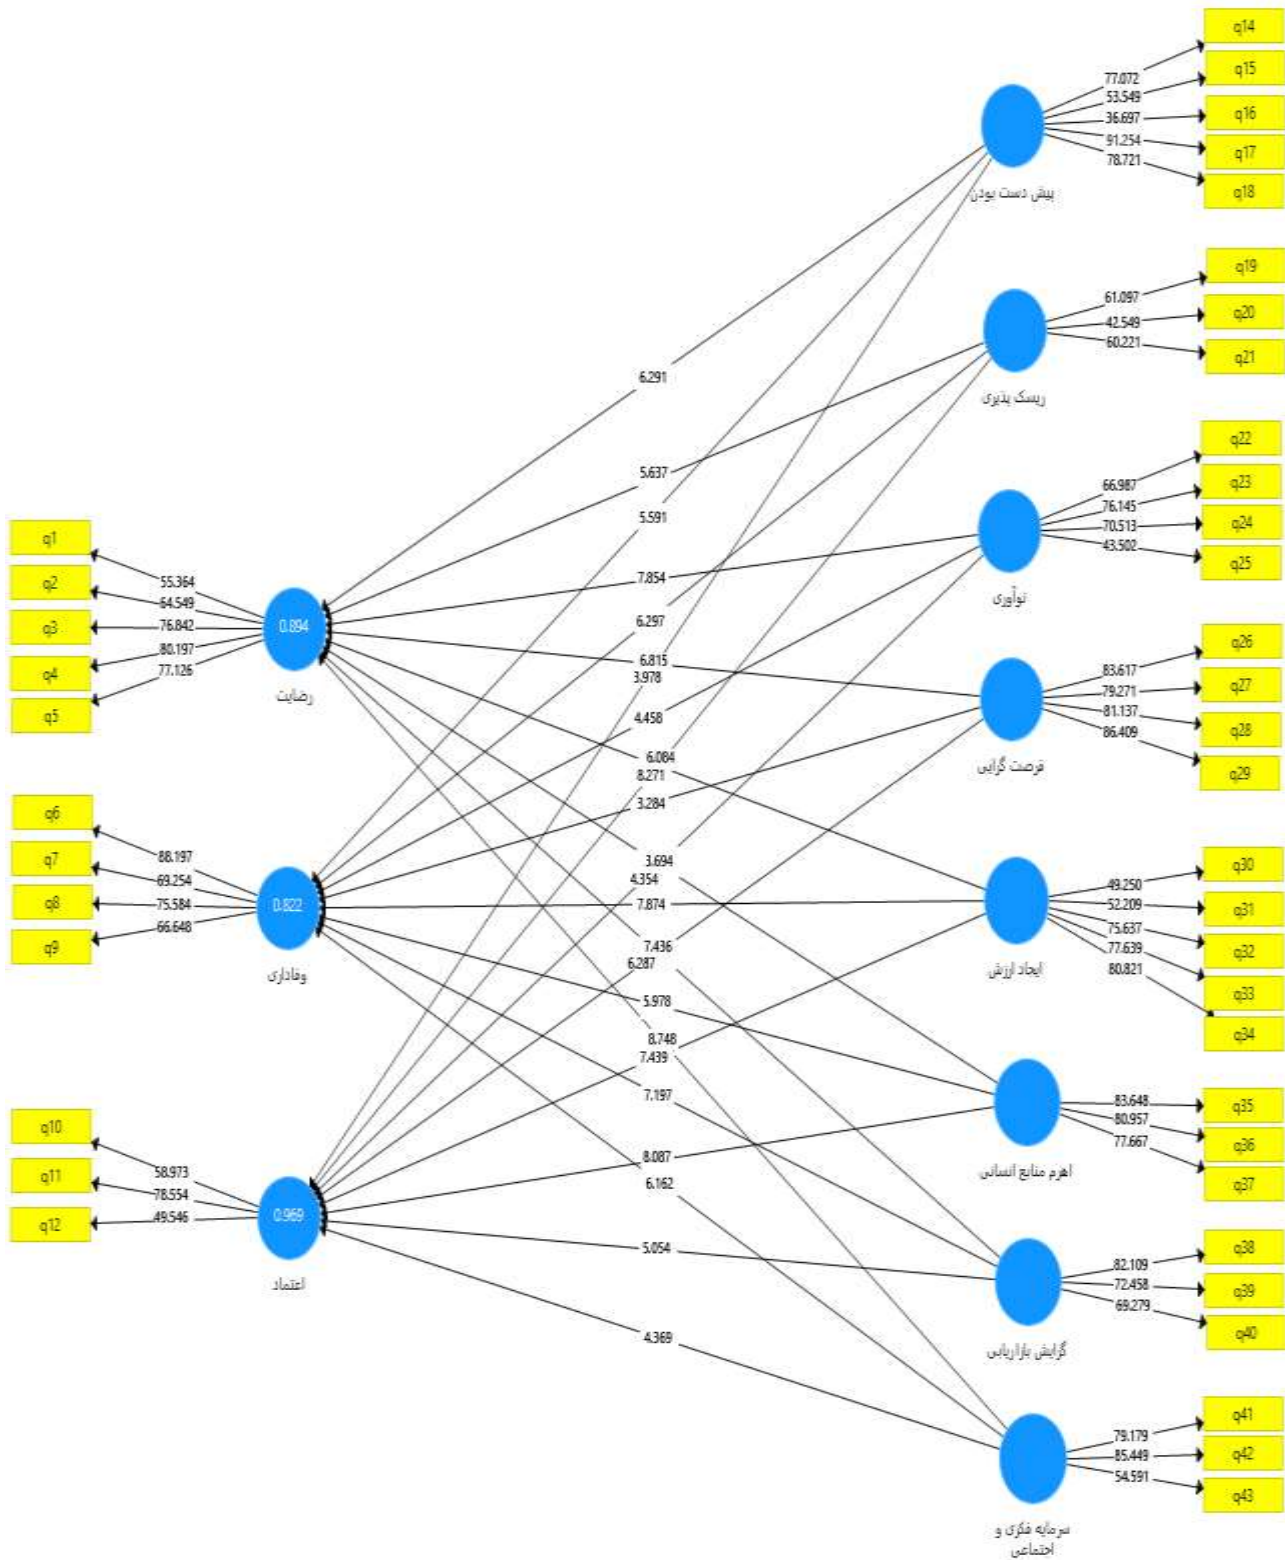 q14
q15
q16
q17
q18
77.072
53.549
36.697
91.254
78.721
پیش دست بودن
q19
q20
q21
61.097
42.549
60.221
ریسک پذیری
q22
q23
q24
q25
66.987
76.145
70.513
43.502
نوآوری
q26
q27
q28
q29
83.617
79.271
81.137
86.409
فرصت گرایی
q30
q31
q32
q33
q34
49.250
52.209
75.637
77.639
80.821
ایجاد ارزش
q35
q36
q37
83.648
80.957
77.667
اهرم منابع انسانی
q38
q39
q40
82.109
72.458
69.279
گرایش بازاریابی
q41
q42
q43
79.179
85.449
54.591
سرمایه فکری و
اجتماعی
6.291
5.637
5.591
7.854
6.297
6.815
3.978
4.458
6.084
8.271
3.284
3.694
4.354
7.874
7.436
6.287
5.978
8.748
7.439
7.197
8.087
6.162
5.054
4.369
q1
q2
q3
q4
q5
55.364
64.549
76.842
80.197
77.126
0.894
رضایت
q6
q7
q8
q9
88.197
69.254
75.584
66.648
0.822
وفاداری
q10
q11
q12
58.973
78.554
49.546
0.969
اعتماد